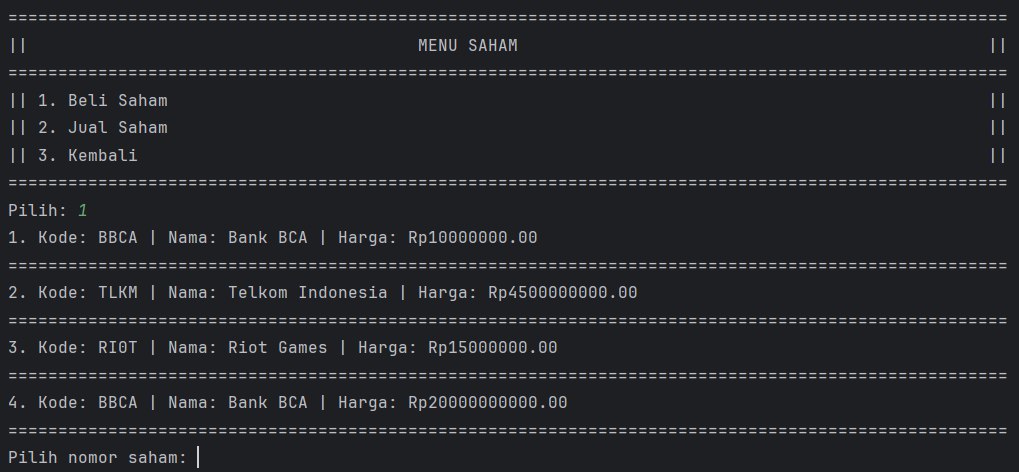 ====================================================================================================
||                                       MENU SAHAM                                               ||
====================================================================================================
|| 1. Beli Saham                                                                                  ||
|| 2. Jual Saham                                                                                  ||
|| 3. Kembali                                                                                     ||
====================================================================================================
Pilih: 1
1. Kode: BBCA | Nama: Bank BCA | Harga: Rp10000000.00
====================================================================================================
2. Kode: TLKM | Nama: Telkom Indonesia | Harga: Rp4500000000.00
====================================================================================================
3. Kode: RI0T | Nama: Riot Games | Harga: Rp15000000.00
====================================================================================================
4. Kode: BBCA | Nama: Bank BCA | Harga: Rp20000000000.00
====================================================================================================
Pilih nomor saham: